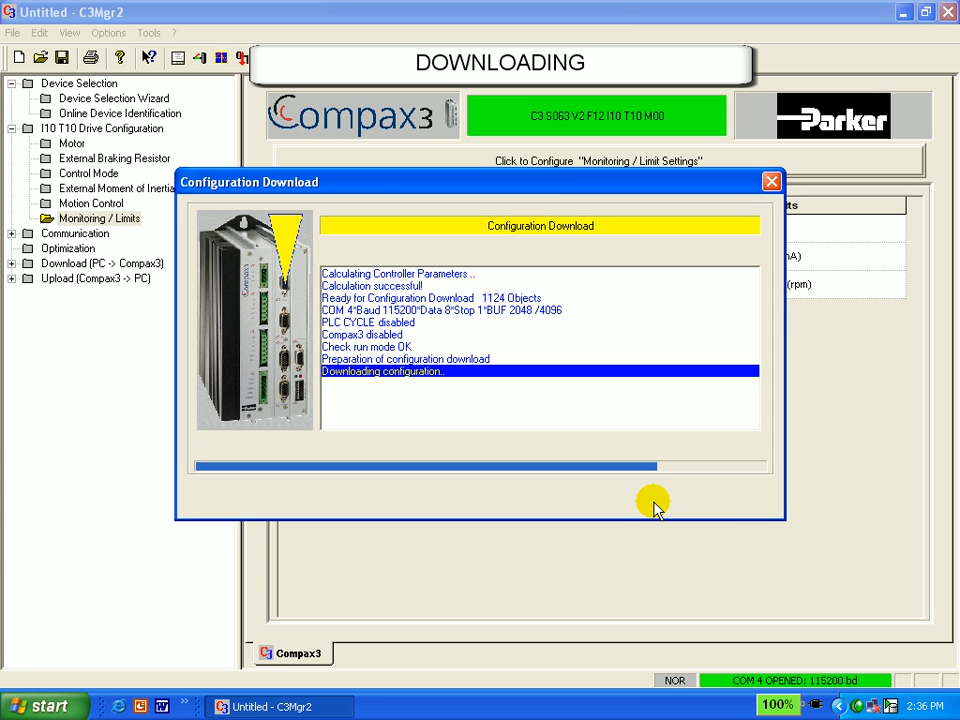 Untitled - C3Mgr2
File Edit View Options Tools ?
DOWNLOADING
Device Selection
Device Selection Wizard
Online Device Identification
I10 T10 Drive Configuration
Motor
External Braking Resistor
Control Mode
External Moment of Inertia
Motion Control
Monitoring / Limits
Communication
Optimization
Download (PC -> Compax3)
Upload (Compax3 -> PC)
Compax3
C3 S063 V2 F12 I10 T10 M00
Parker
Click to Configure "Monitoring / Limit Settings"
its
nA)
(rpm)
Configuration Download
Configuration Download
Calculating Controller Parameters ..
Calculation successful!
Ready for Configuration Download 1124 Objects
COM 4*Baud 115200*Data 8*Stop 1*BUF 2048 /4096
PLC CYCLE disabled
Compax3 disabled
Check run mode OK
Preparation of configuration download
Downloading configuration..
Compax3
NOR
COM 4 OPENED: 115200 bd
start
Untitled - C3Mgr2
100%
2:36 PM